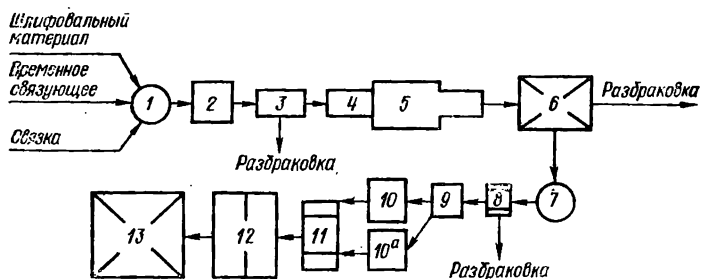 Шлифовальный
материал
Временное
связующее
Связка
1
2
3
4
5
6
Разбраковка
Разбраковка
13
12
11
10
10а
9
8
7
Разбраковка